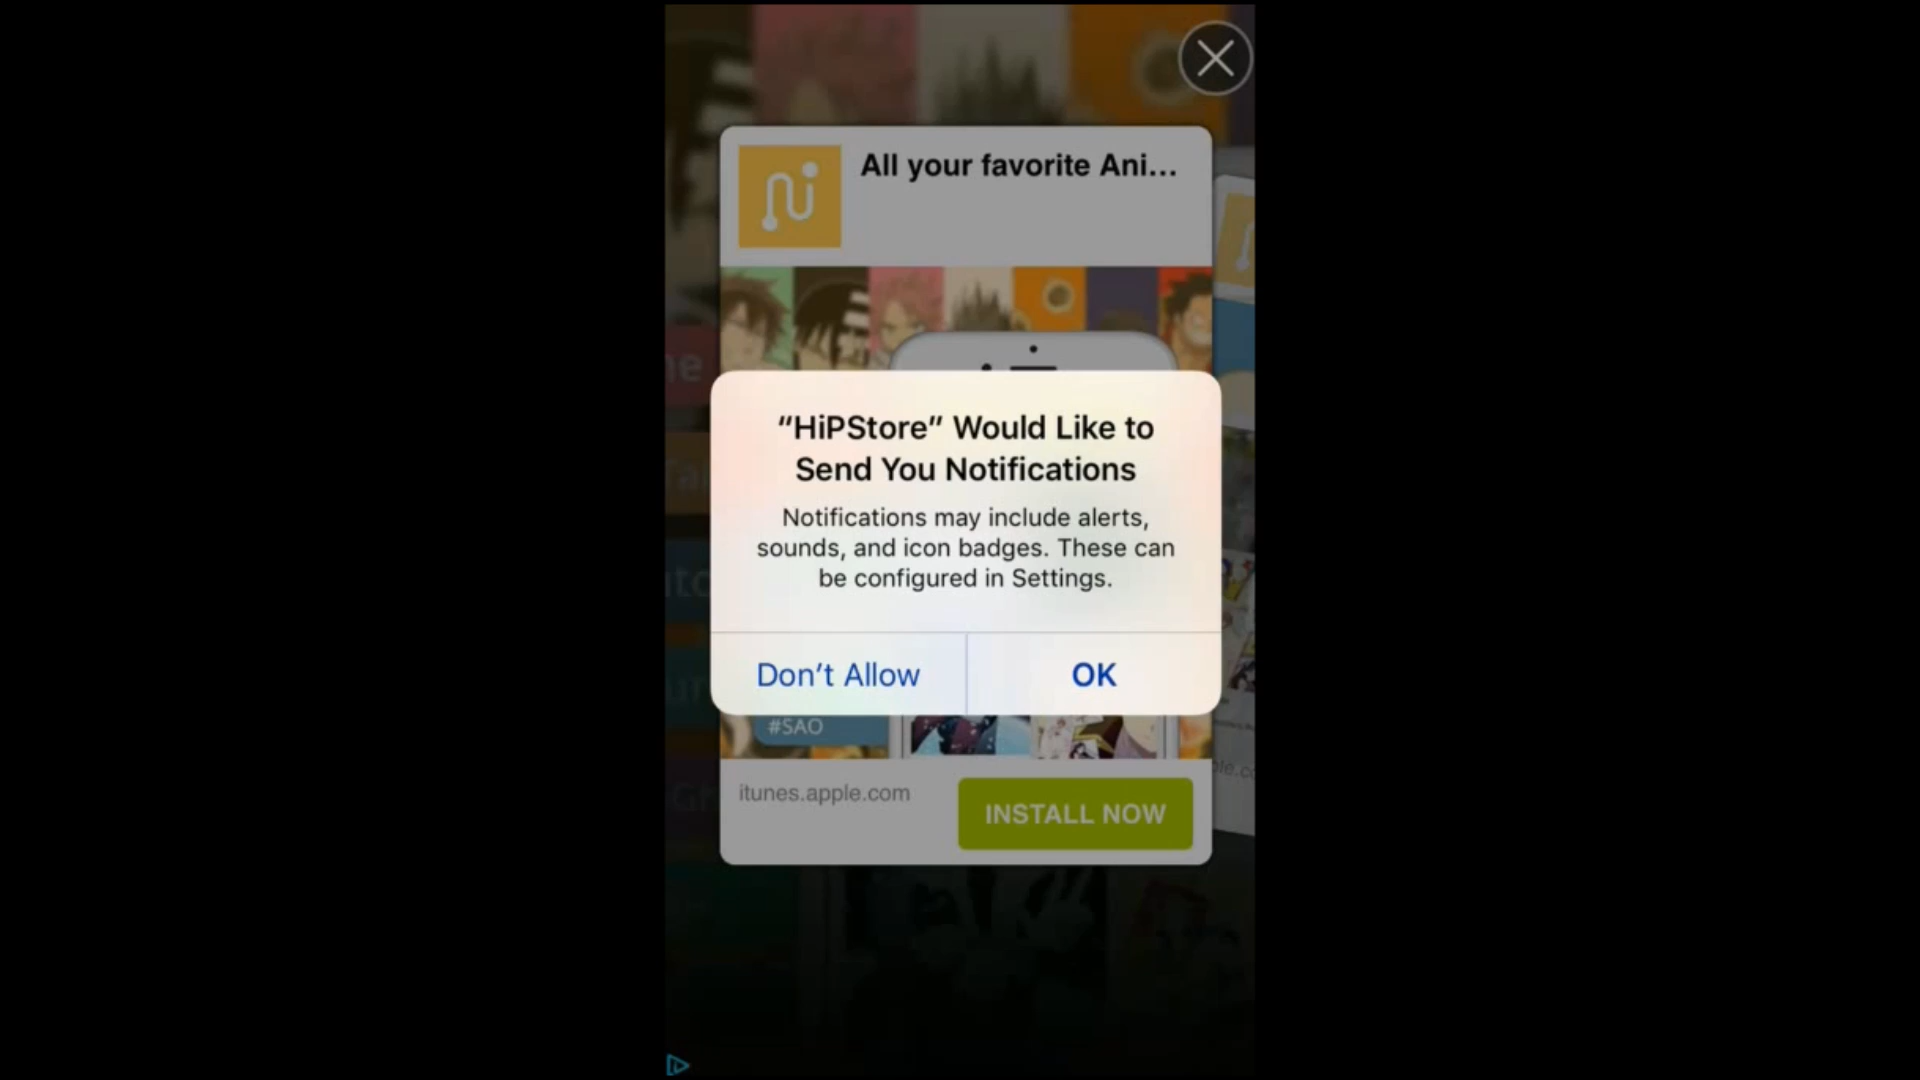 All your favorite Ani...
“HiPStore” Would Like to
Send You Notifications
Notifications may include alerts,
sounds, and icon badges. These can
be configured in Settings.
Don’t Allow
OK
#SAO
itunes.apple.com
INSTALL NOW